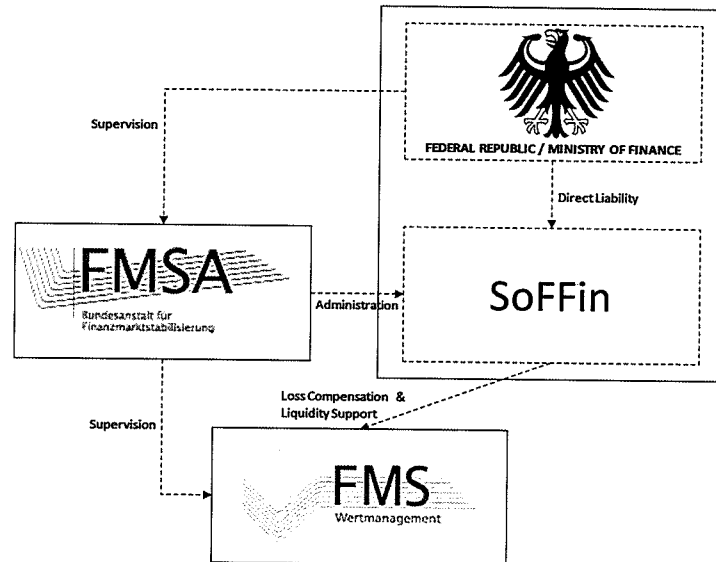 FEDERAL REPUBLIC / MINISTRY OF FINANCE
Supervision
Direct Liability
FMSA
Bundesanstalt für
Finanzmarktstabilisierung
Administration
SoFFin
Loss Compensation &
Liquidity Support
Supervision
FMS
Wertmanagement